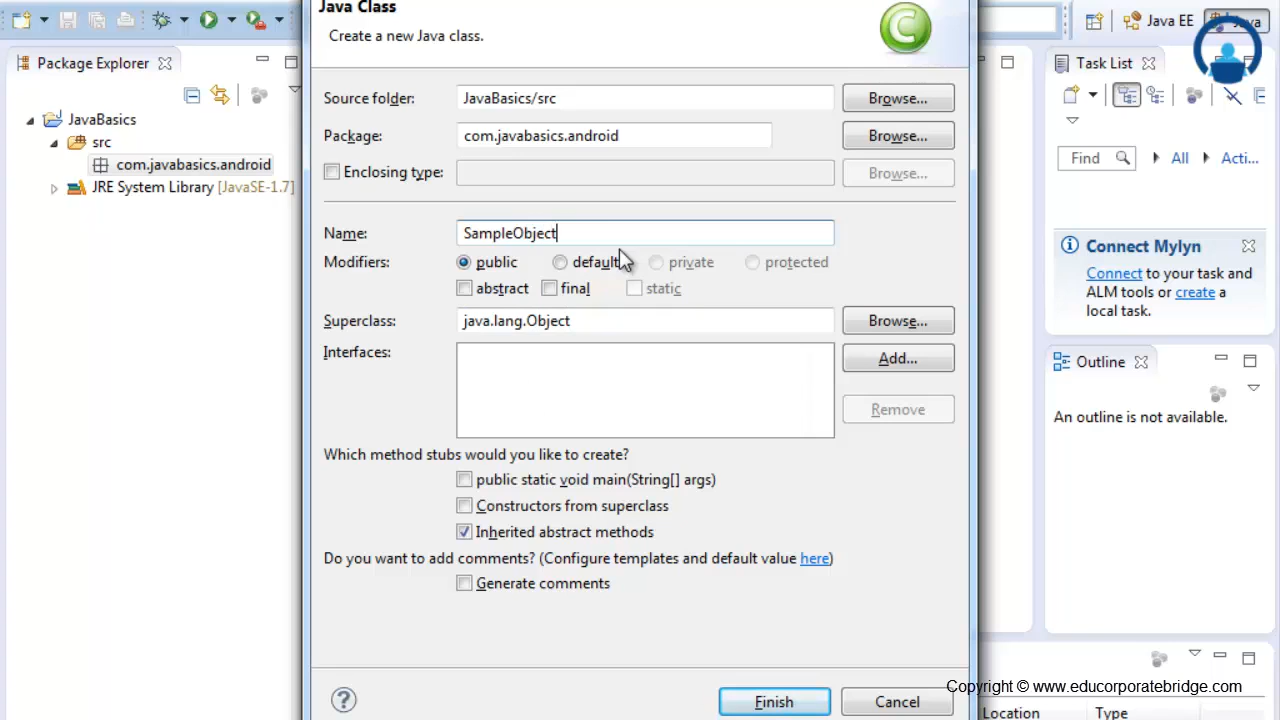 Java Class
Create a new Java class.
Source folder:
JavaBasics/src
Browse...
Package:
com.javabasics.android
Browse...
Enclosing type:
Browse...
Name:
SampleObject
Modifiers:
public
default
private
protected
abstract
final
static
Superclass:
java.lang.Object
Browse...
Interfaces:
Add...
Remove
Which method stubs would you like to create?
public static void main(String[] args)
Constructors from superclass
Inherited abstract methods
Do you want to add comments? (Configure templates and default value here)
Generate comments
Finish
Cancel
Package Explorer
JavaBasics
src
com.javabasics.android
JRE System Library [JavaSE-1.7]
Java EE
Task List
Find
All
Acti...
Connect Mylyn
Connect to your task and
ALM tools or create a
local task.
Outline
An outline is not available.
Copyright © www.educorporatebridge.com
Location
Type